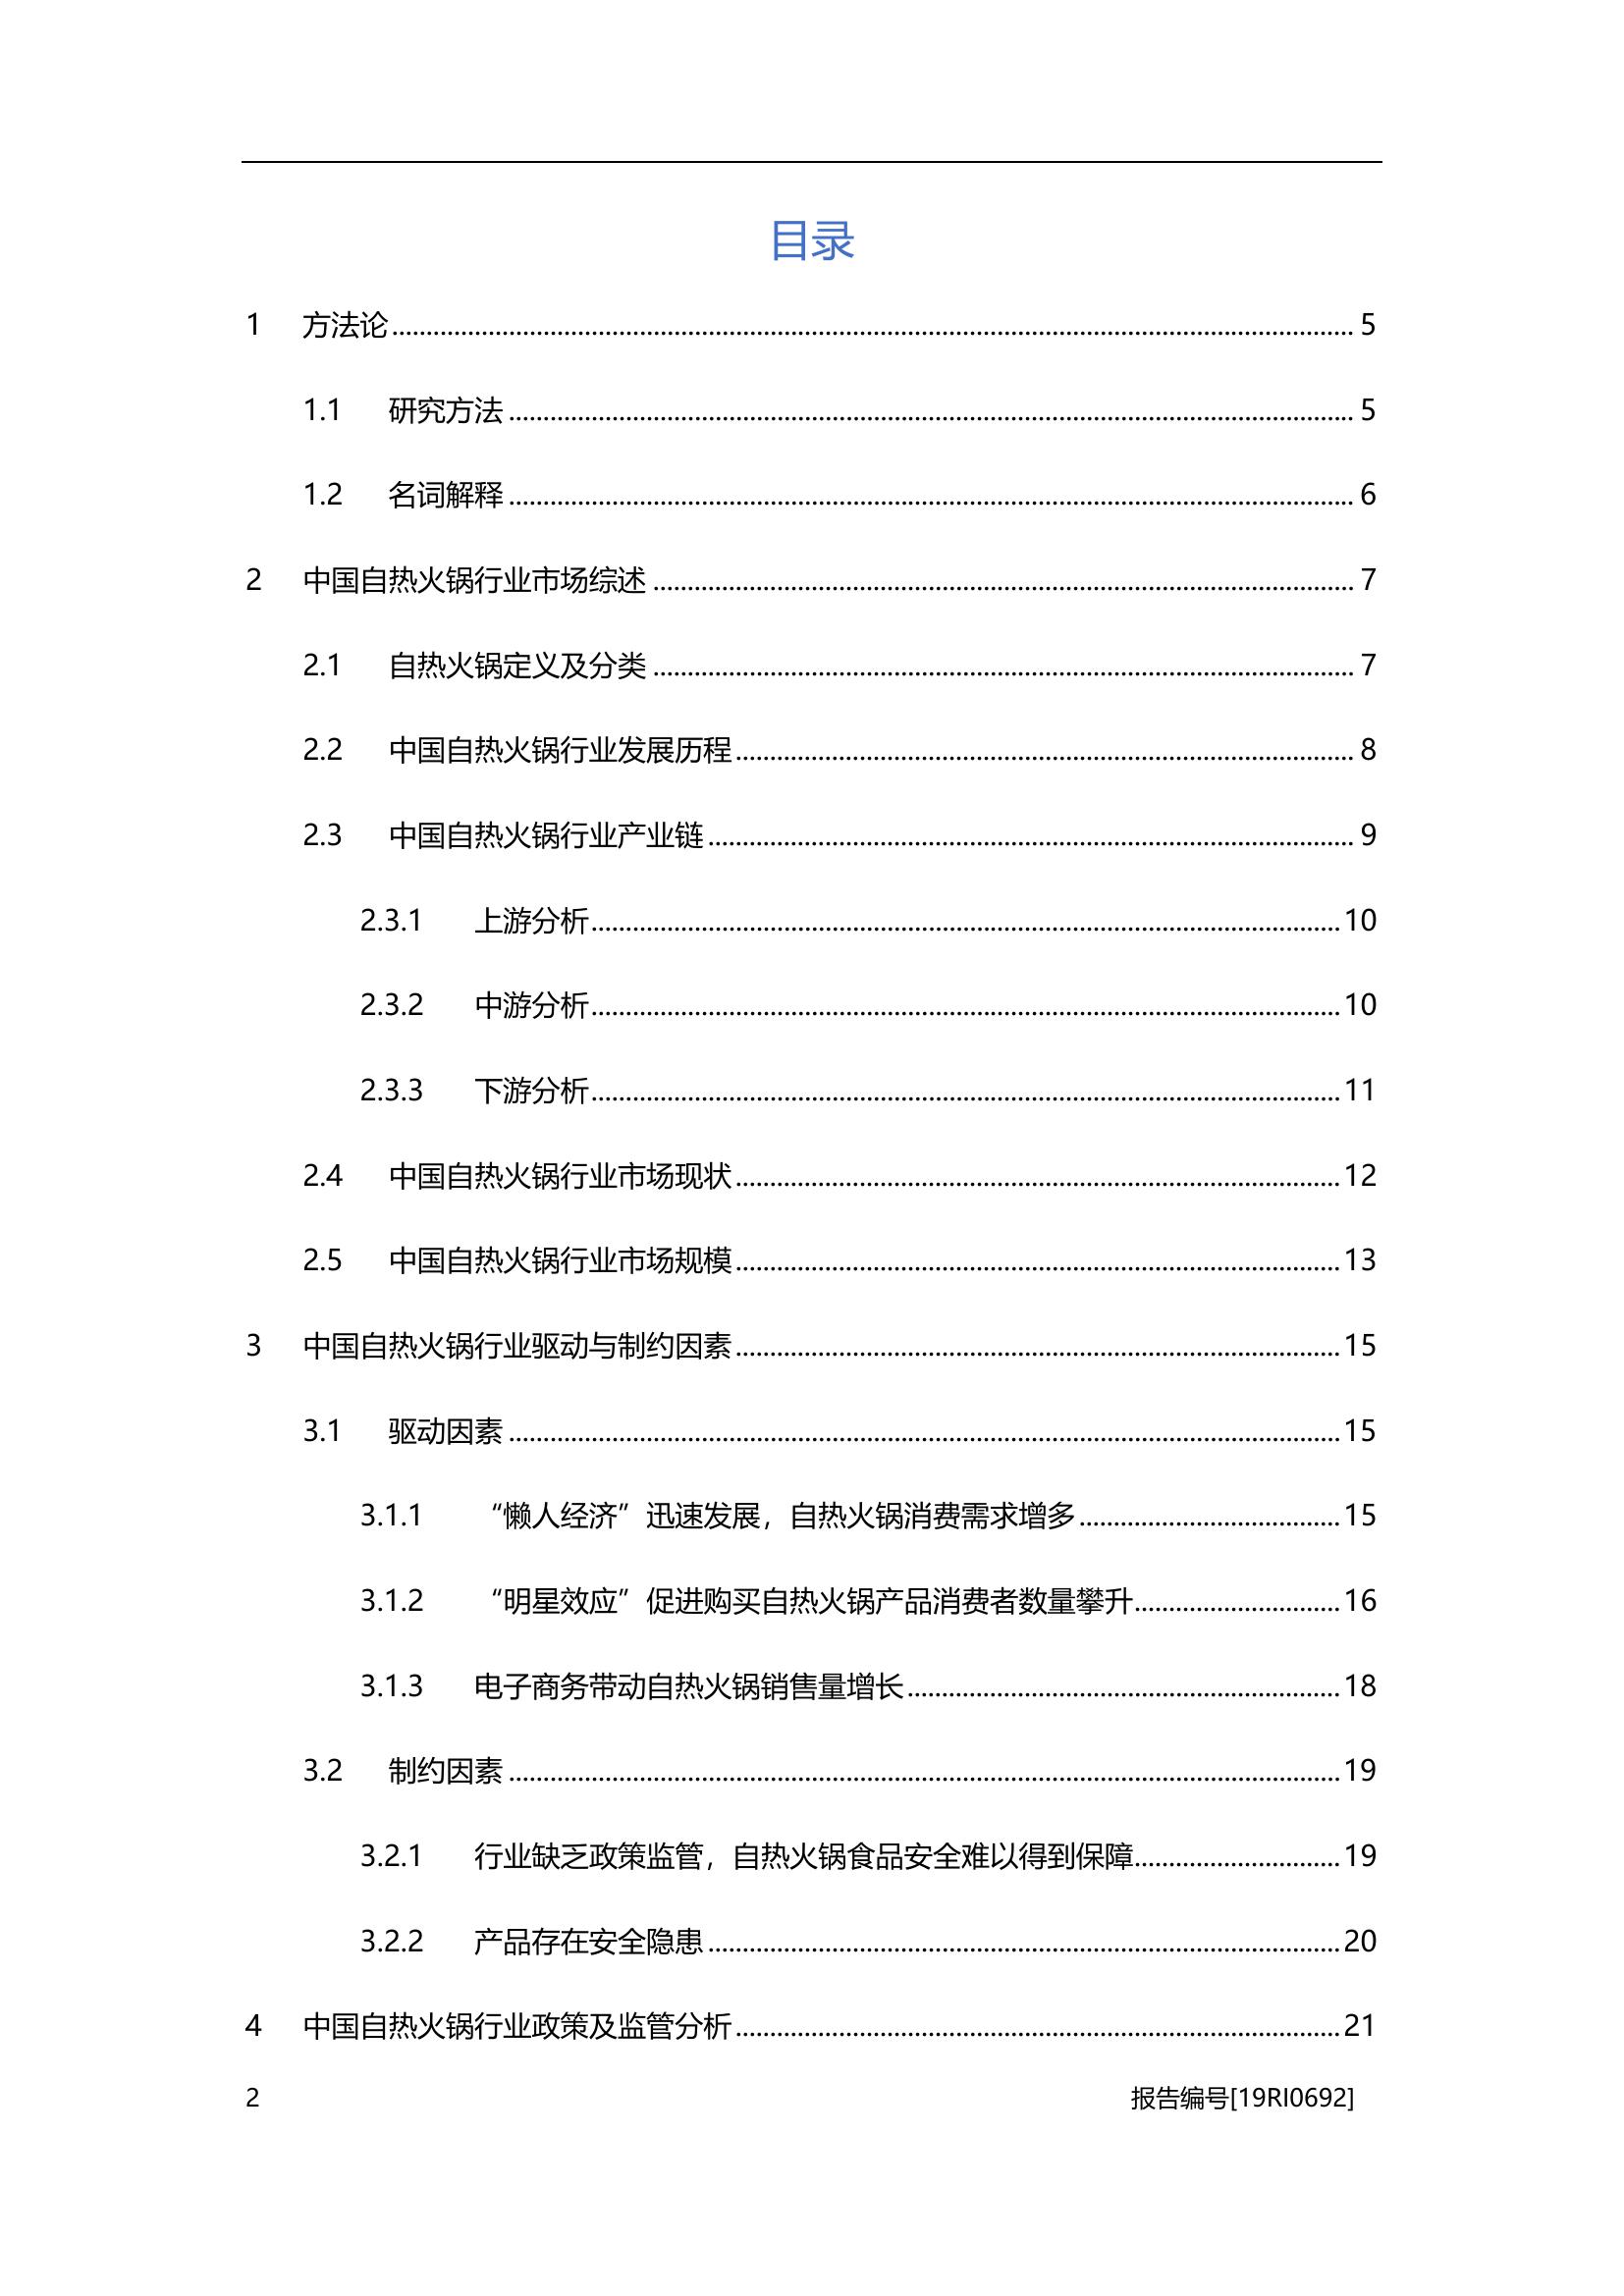 目录
1 方法论 5
1.1 研究方法 5
1.2 名词解释 6
2 中国自热火锅行业市场综述 7
2.1 自热火锅定义及分类 7
2.2 中国自热火锅行业发展历程 8
2.3 中国自热火锅行业产业链 9
2.3.1 上游分析 10
2.3.2 中游分析 10
2.3.3 下游分析 11
2.4 中国自热火锅行业市场现状 12
2.5 中国自热火锅行业市场规模 13
3 中国自热火锅行业驱动与制约因素 15
3.1 驱动因素 15
3.1.1 “懒人经济”迅速发展，自热火锅消费需求增多 15
3.1.2 “明星效应”促进购买自热火锅产品消费者数量攀升 16
3.1.3 电子商务带动自热火锅销售量增长 18
3.2 制约因素 19
3.2.1 行业缺乏政策监管，自热火锅食品安全难以得到保障 19
3.2.2 产品存在安全隐患 20
4 中国自热火锅行业政策及监管分析 21
2 报告编号[19RI0692]